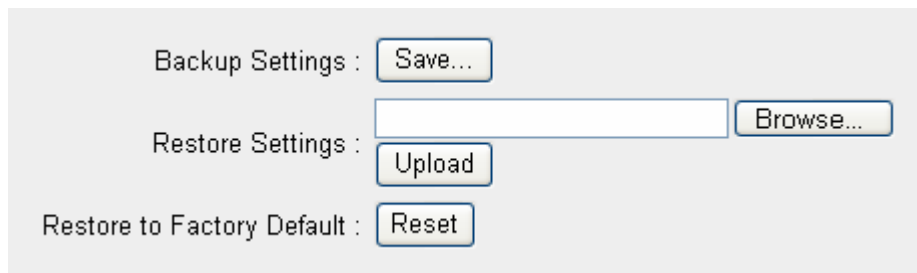 Backup Settings : Save...
Browse...
Restore Settings :
Upload
Restore to Factory Default : Reset